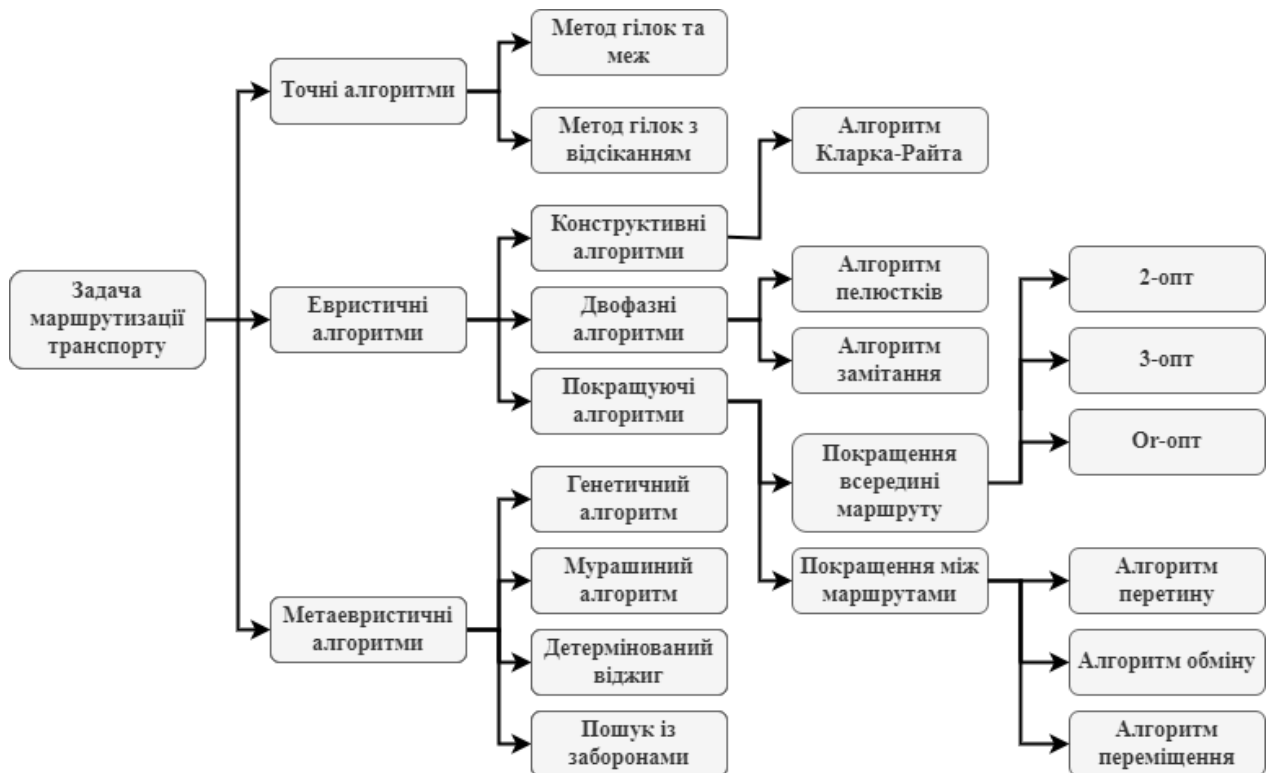 Задача
маршрутизації
транспорту
Точні алгоритми
Метод гілок та
меж
Метод гілок з
відсіканням
Евристичні
алгоритми
Конструктивні
алгоритми
Алгоритм
Кларка-Райта
Двофазні
алгоритми
Алгоритм
пелюстків
Алгоритм
замітання
Покращуючі
алгоритми
Покращення
всередині
маршруту
2-опт
3-опт
Or-опт
Покращення між
маршрутами
Алгоритм
перетину
Алгоритм обміну
Алгоритм
переміщення
Метаевристичні
алгоритми
Генетичний
алгоритм
Мурашиний
алгоритм
Детермінований
віджиг
Пошук із
заборонами